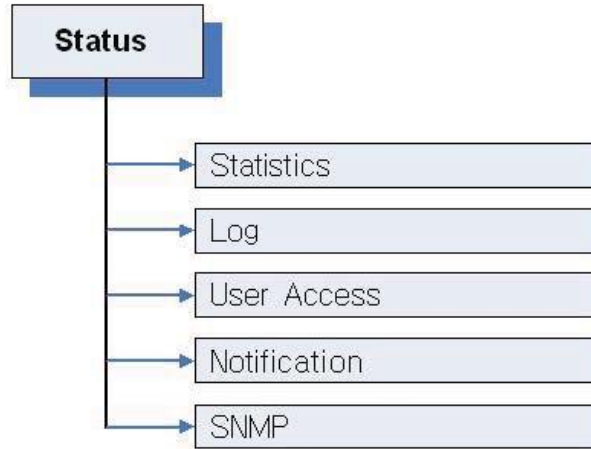 Status
Statistics
Log
User Access
Notification
SNMP